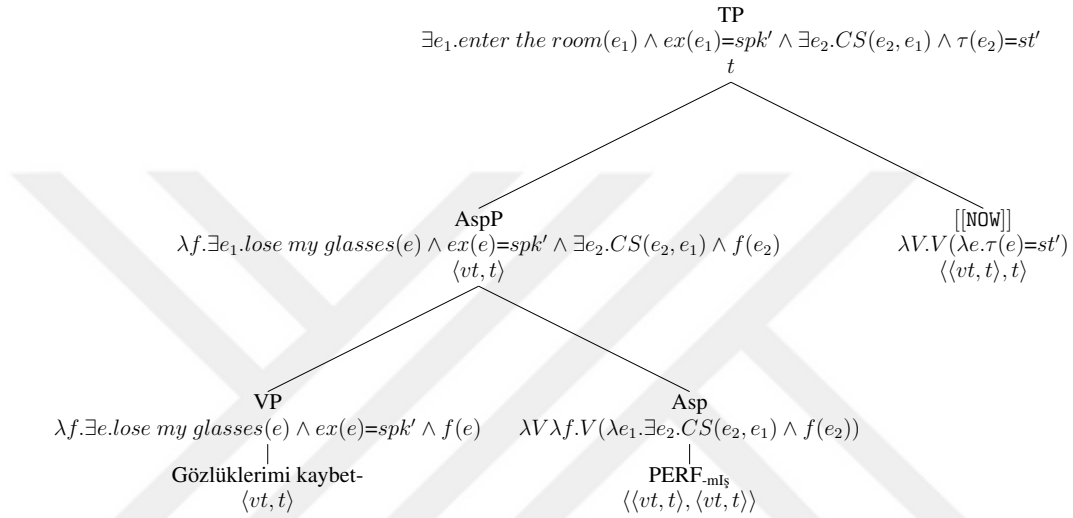 TP
∃e₁.enter the room(e₁) ∧ ex(e₁)=spk′ ∧ ∃e₂.CS(e₂, e₁) ∧ τ(e₂)=st′
t
AspP
λf.∃e₁.lose my glasses(e) ∧ ex(e)=spk′ ∧ ∃e₂.CS(e₂, e₁) ∧ f(e₂)
⟨vt, t⟩
[[NOW]]
λV.V(λe.τ(e)=st′)
⟨⟨vt, t⟩, t⟩
VP
λf.∃e.lose my glasses(e) ∧ ex(e)=spk′ ∧ f(e)
Gözlüklerimi kaybet-
⟨vt, t⟩
Asp
λVλf.V(λe₁.∃e₂.CS(e₂, e₁) ∧ f(e₂))
PERF-mIş
⟨⟨vt, t⟩, ⟨vt, t⟩⟩